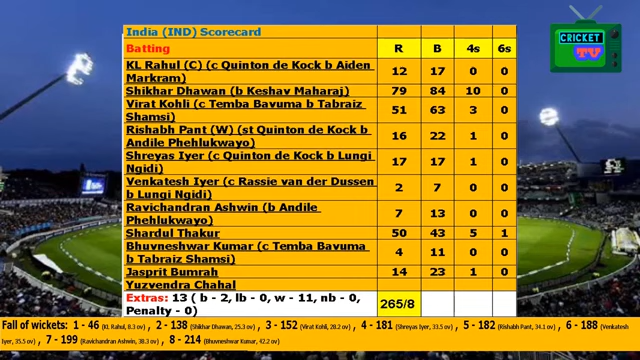 India (IND) Scorecard
Batting R B 4s 6s
KL Rahul (C) (c Quinton de Kock b Aiden
Markram) 12 17 0 0
Shikhar Dhawan (b Keshav Maharaj) 79 84 10 0
Virat Kohli (c Temba Bavuma b Tabraiz
Shamsi) 51 63 3 0
Rishabh Pant (W) (st Quinton de Kock b
Andile Phehlukwayo) 16 22 1 0
Shreyas Iyer (c Quinton de Kock b Lungi
Ngidi) 17 17 1 0
Venkatesh Iyer (c Rassie van der Dussen
b Lungi Ngidi) 2 7 0 0
Ravichandran Ashwin (b Andile
Phehlukwayo) 7 13 0 0
Shardul Thakur 50 43 5 1
Bhuvneshwar Kumar (c Temba Bavuma
b Tabraiz Shamsi) 4 11 0 0
Jasprit Bumrah 14 23 1 0
Yuzvendra Chahal
Extras: 13 ( b - 2, lb - 0, w - 11, nb - 0,
Penalty - 0) 265/8
CRICKET
TV
Fall of wickets: 1 - 46 (KL Rahul, 8.3 ov) , 2 - 138 (Shikhar Dhawan, 25.3 ov) , 3 - 152 (Virat Kohli, 28.2 ov) , 4 - 181 (Shreyas Iyer, 33.5 ov) , 5 - 182 (Rishabh Pant, 34.1 ov) , 6 - 188 (Venkatesh
Iyer, 35.5 ov) , 7 - 199 (Ravichandran Ashwin, 38.3 ov) , 8 - 214 (Bhuvneshwar Kumar, 42.2 ov)